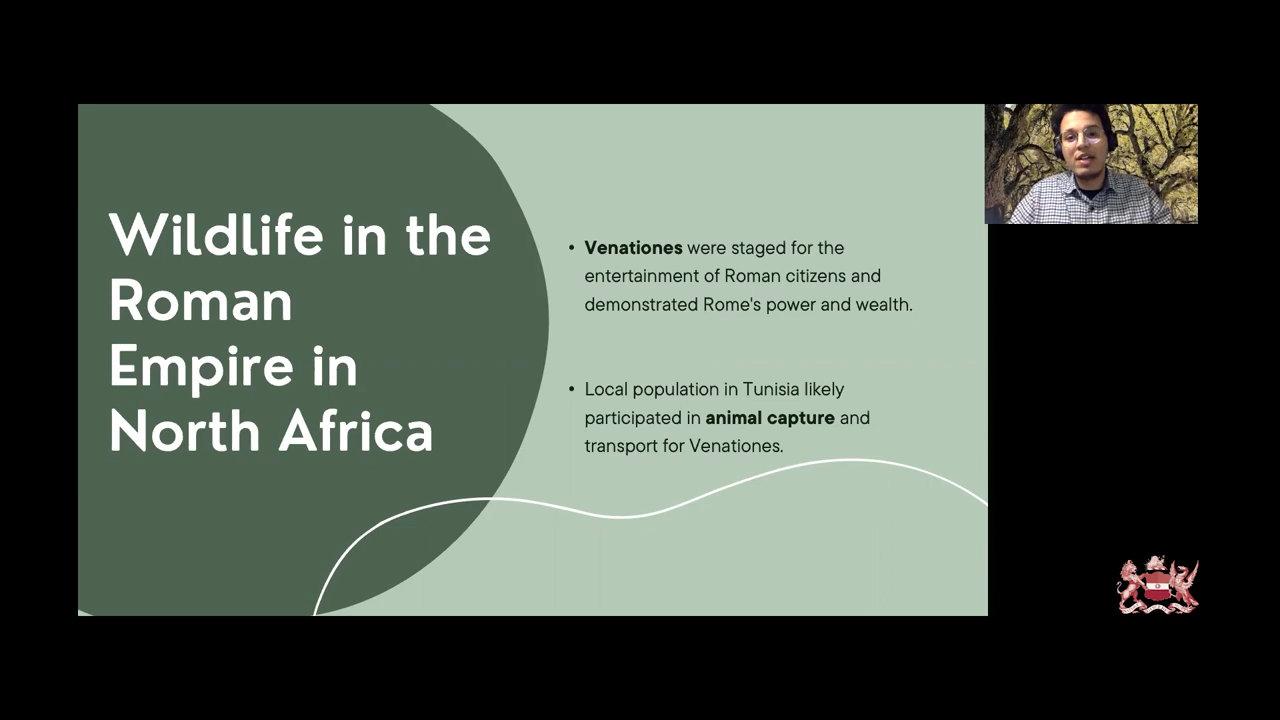 Wildlife in the
Roman
Empire in
North Africa
• Venationes were staged for the
entertainment of Roman citizens and
demonstrated Rome's power and wealth.
• Local population in Tunisia likely
participated in animal capture and
transport for Venationes.